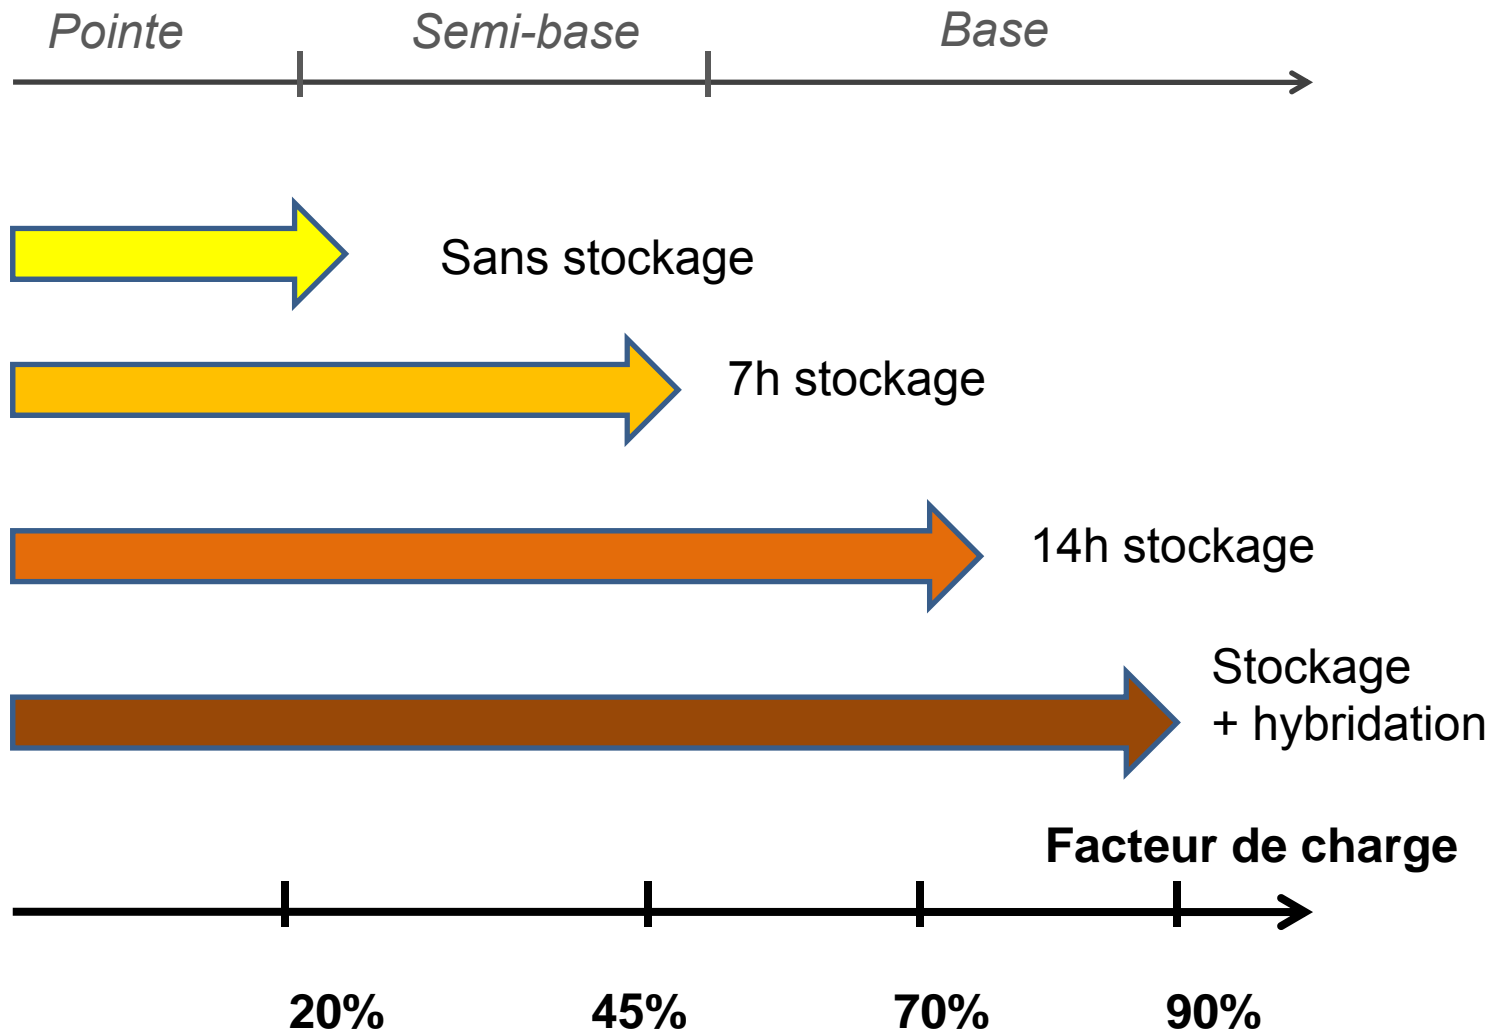 Pointe Semi-base Base
Sans stockage
7h stockage
14h stockage
Stockage
+ hybridation
Facteur de charge
20% 45% 70% 90%